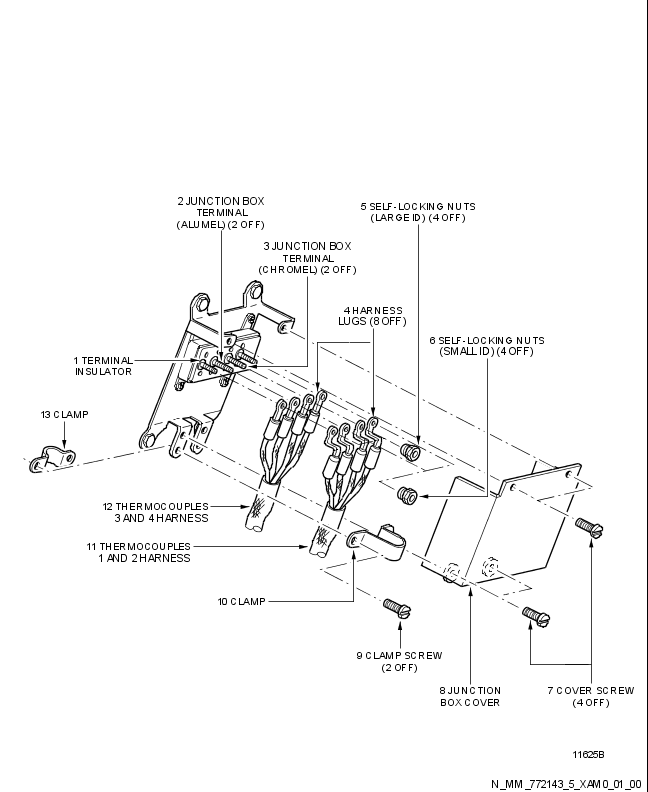 2 JUNCTION BOX
TERMINAL
(ALUMEL) (2 OFF)
5 SELF-LOCKING NUTS
(LARGE ID) (4 OFF)
3 JUNCTION BOX
TERMINAL
(CHROMEL) (2 OFF)
4 HARNESS
LUGS (8 OFF)
6 SELF-LOCKING NUTS
(SMALL ID) (4 OFF)
1 TERMINAL
INSULATOR
13 CLAMP
12 THERMOCOUPLES
3 AND 4 HARNESS
11 THERMOCOUPLES
1 AND 2 HARNESS
10 CLAMP
9 CLAMP SCREW
(2 OFF)
8 JUNCTION
BOX COVER
7 COVER SCREW
(4 OFF)
11625B
N_MM_772143_5_XAM0_01_00